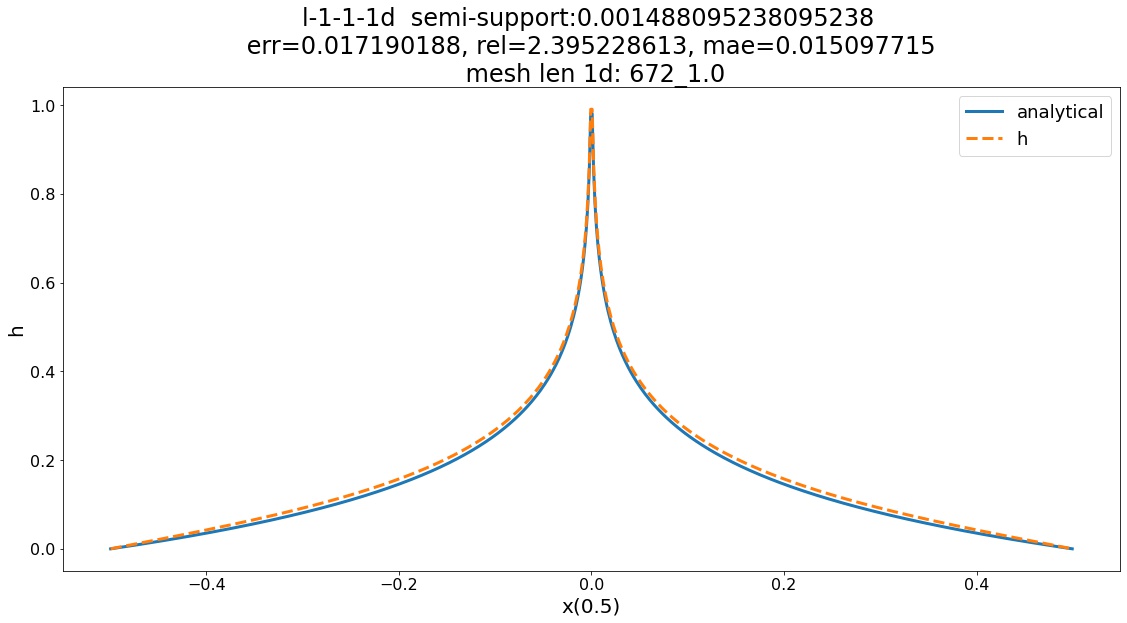 l-1-1-1d  semi-support:0.001488095238095238
err=0.017190188, rel=2.395228613, mae=0.015097715
mesh len 1d: 672_1.0
analytical
h
h
1.0
0.8
0.6
0.4
0.2
0.0
−0.4
−0.2
0.0
0.2
0.4
x(0.5)